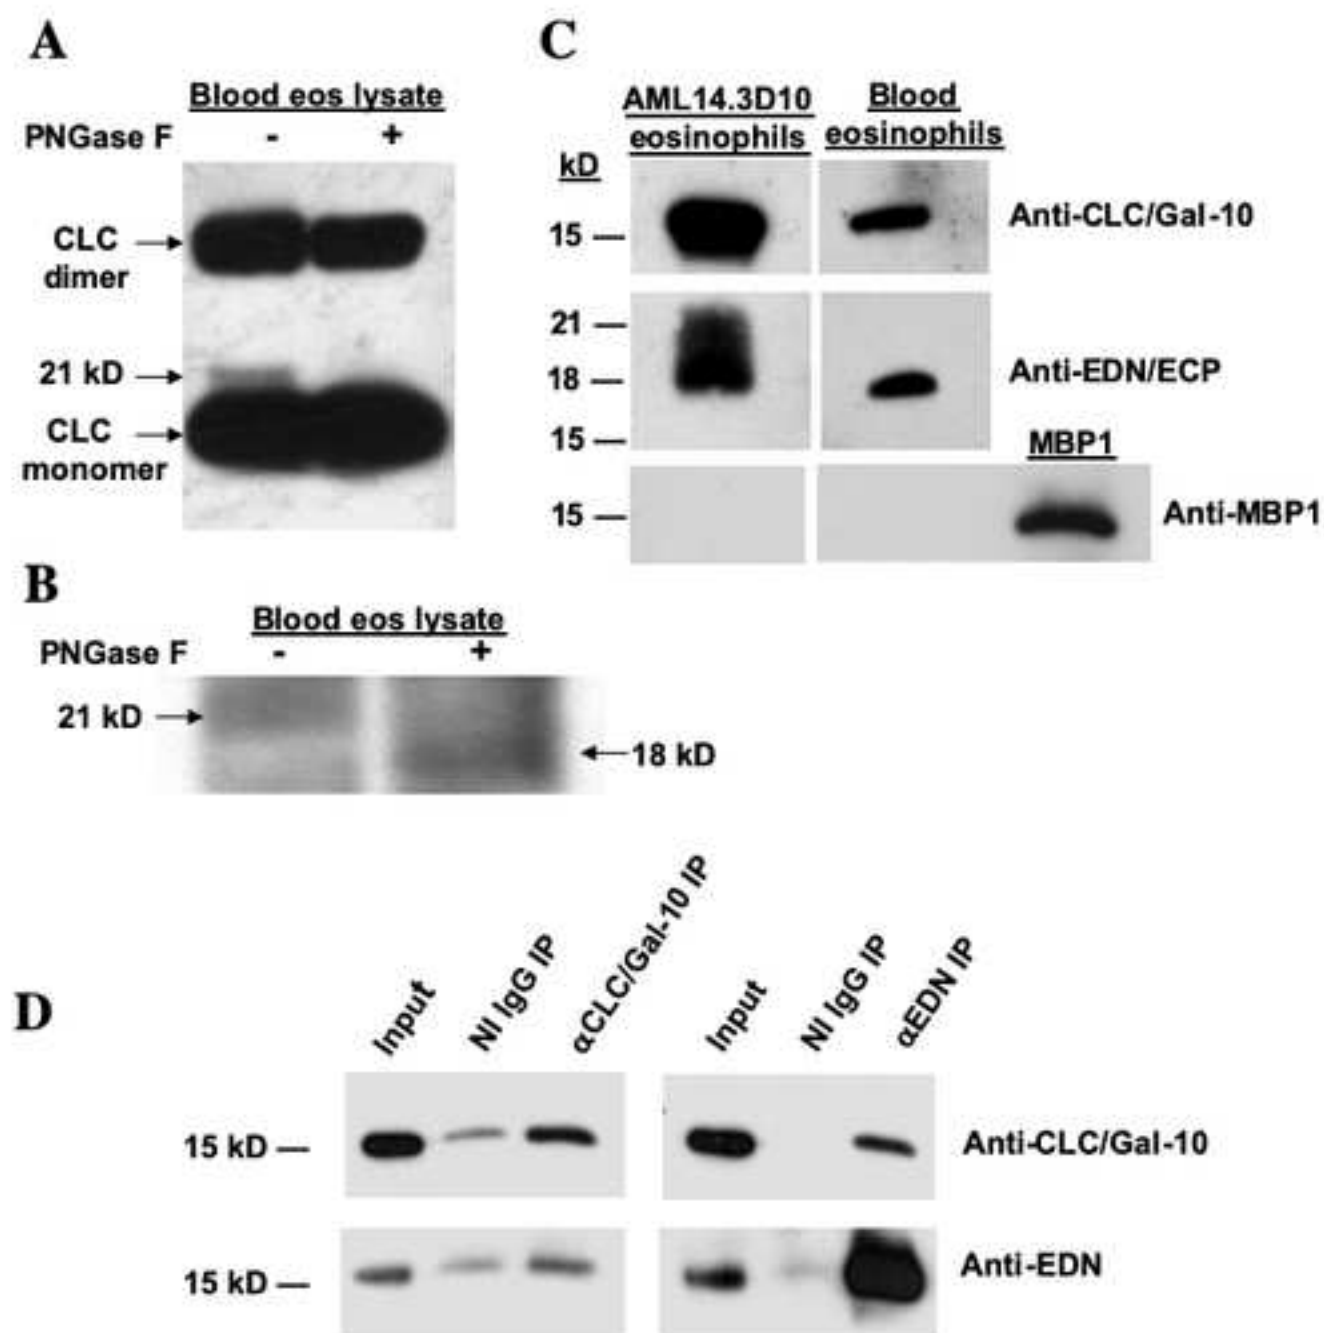 A
Blood eos lysate
PNGase F - +
CLC
dimer
21 kD
CLC
monomer
B
Blood eos lysate
PNGase F - +
21 kD
18 kD
C
AML14.3D10
eosinophils
Blood
eosinophils
kD
15
Anti-CLC/Gal-10
21
18
15
Anti-EDN/ECP
MBP1
15
Anti-MBP1
D
Input
NI IgG IP
αCLC/Gal-10 IP
Input
NI IgG IP
αEDN IP
15 kD
Anti-CLC/Gal-10
15 kD
Anti-EDN